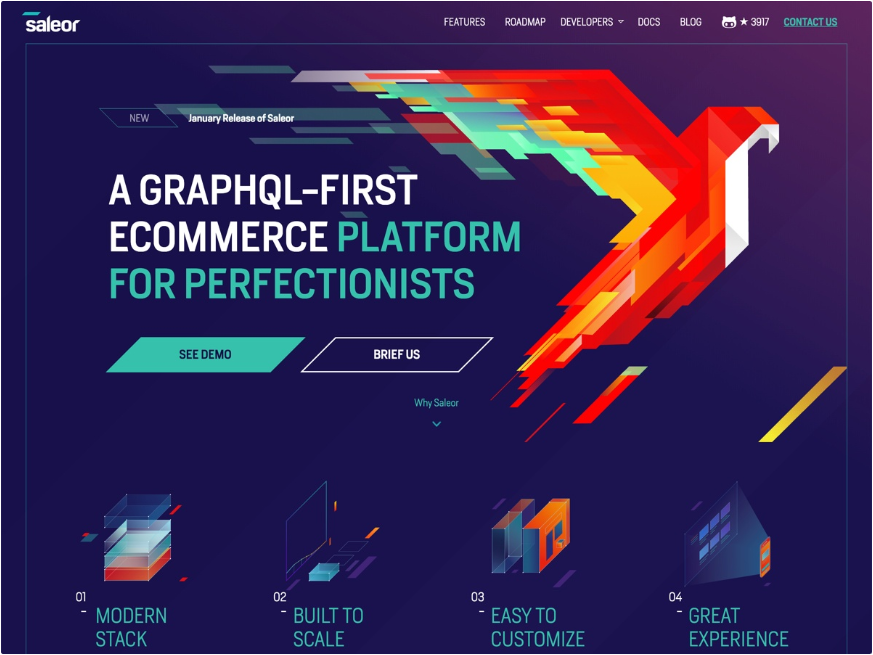 saleor
FEATURES ROADMAP DEVELOPERS DOCS BLOG ★ 3917 CONTACT US
NEW January Release of Saleor
A GRAPHQL-FIRST
ECOMMERCE PLATFORM
FOR PERFECTIONISTS
SEE DEMO BRIEF US
Why Saleor
01 MODERN
STACK
02 BUILT TO
SCALE
03 EASY TO
CUSTOMIZE
04 GREAT
EXPERIENCE